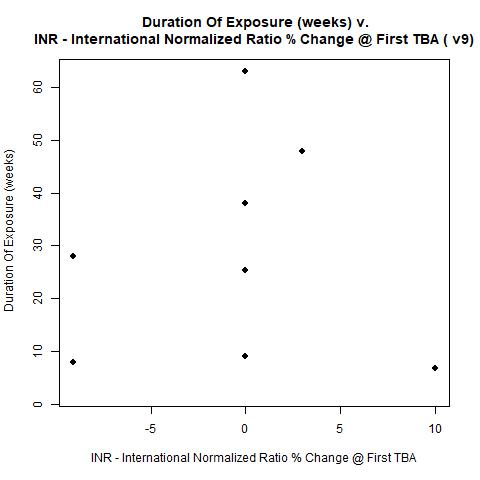 Duration Of Exposure (weeks) v.
INR - International Normalized Ratio % Change @ First TBA ( v9)
Duration Of Exposure (weeks)
60
50
40
30
20
10
0
-5
0
5
10
INR - International Normalized Ratio % Change @ First TBA